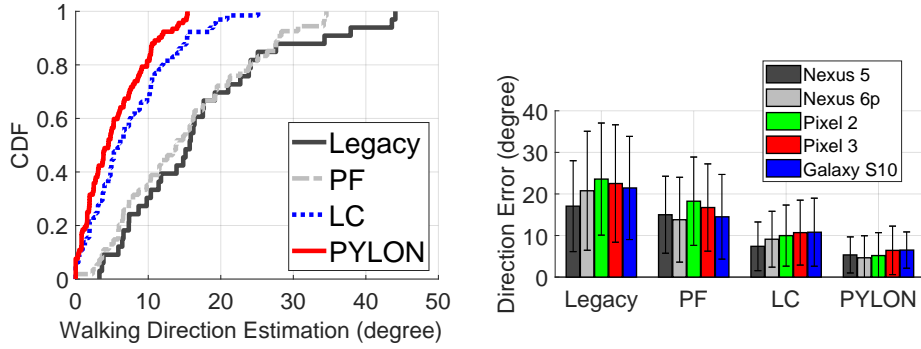 1
0.8
0.6
0.4
0.2
0
CDF
0 10 20 30 40 50
Walking Direction Estimation (degree)
Legacy
PF
LC
PYLON
Direction Error (degree)
40
30
20
10
0
Legacy PF LC PYLON
Nexus 5
Nexus 6p
Pixel 2
Pixel 3
Galaxy S10